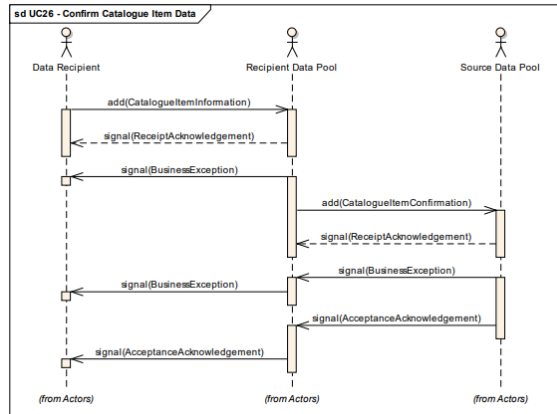 sd UC26 - Confirm Catalogue Item Data
Data Recipient
Recipient Data Pool
Source Data Pool
add(CatalogueItemInformation)
signal(ReceiptAcknowledgement)
signal(BusinessException)
add(CatalogueItemConfirmation)
signal(ReceiptAcknowledgement)
signal(BusinessException)
signal(BusinessException)
signal(AcceptanceAcknowledgement)
signal(AcceptanceAcknowledgement)
(from Actors)
(from Actors)
(from Actors)